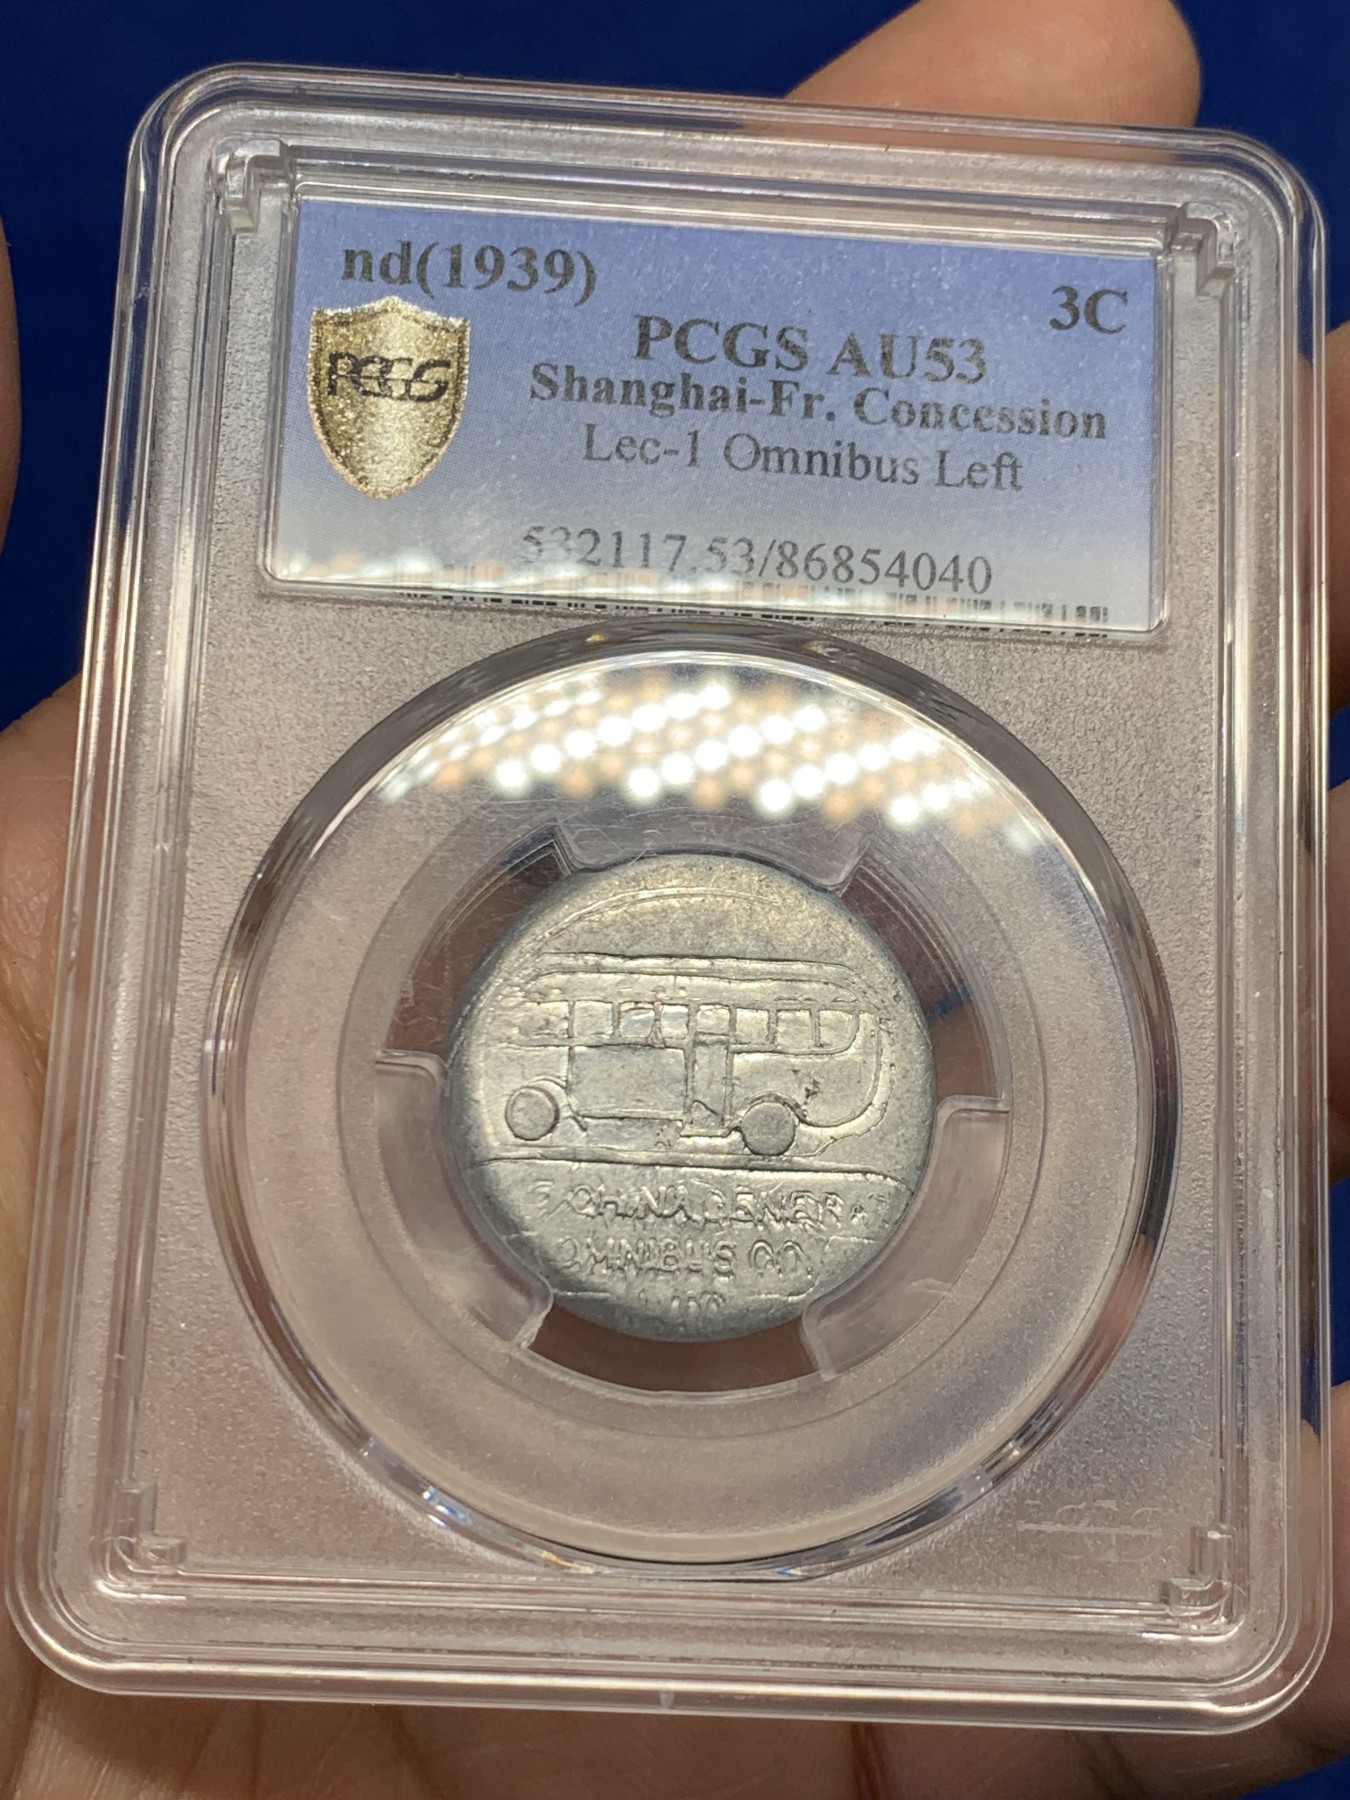 nd(1939)
3C
PCGS
PCGS AU53
Shanghai-Fr. Concession
Lec-1 Omnibus Left
532117.53/86854040
CHINA GENERA
OMNIBUS CO.